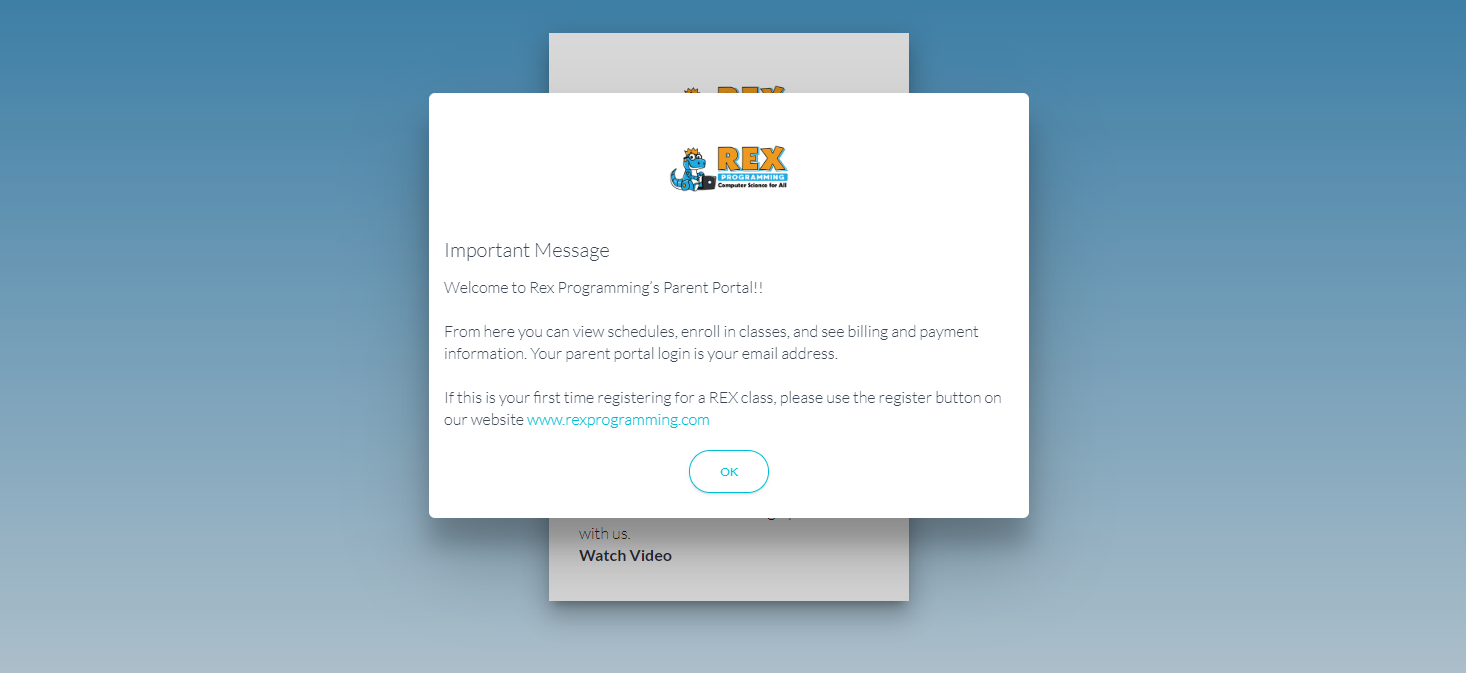 REX
PROGRAMMING
Computer Science for All
Important Message
Welcome to Rex Programming's Parent Portal!!
From here you can view schedules, enroll in classes, and see billing and payment
information. Your parent portal login is your email address.
If this is your first time registering for a REX class, please use the register button on
our website www.rexprogramming.com
OK
with us.
Watch Video